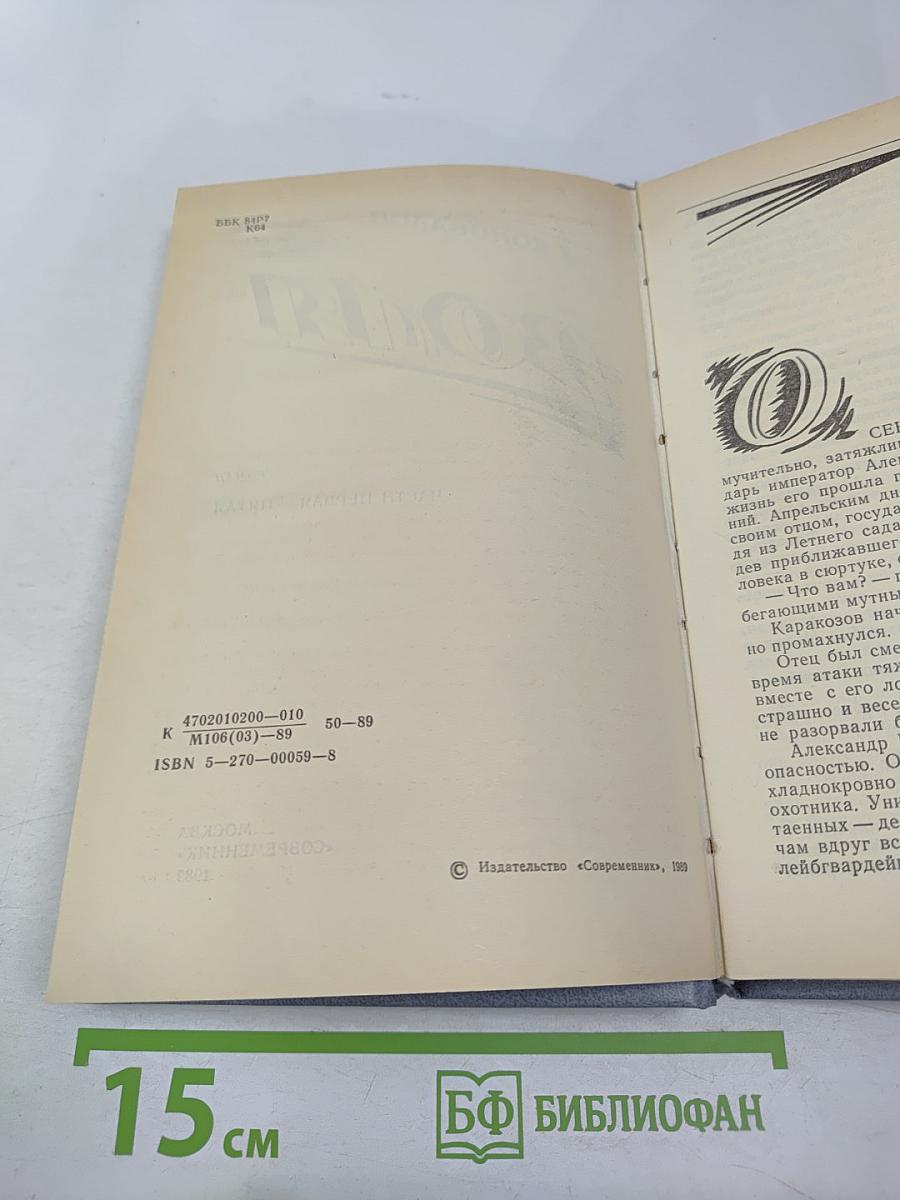 ББК 84Р7
К64
К 4702010200—010 50—89
М106(03)—89
ISBN 5—270—00059—8
© Издательство «Современник», 1989
О
мучительно, затяжли
дарь император Але
жизнь его прошла
ний. Апрельским дн
своим отцом, госуда
дя из Летнего сада
дев приближавшего
ловека в сюртуке,
— Что вам? —
бегающими мутны
Каракозов нач
но промахнулся.
Отец был сме
время атаки тяж
вместе с его ло
страшно и весе
не разорвали б
Александр
опасностью. О
хладнокровно
охотника. Уни
таенных — де
чам вдруг вс
лейбгвардей
15 см
БФ БИБЛИОФАН